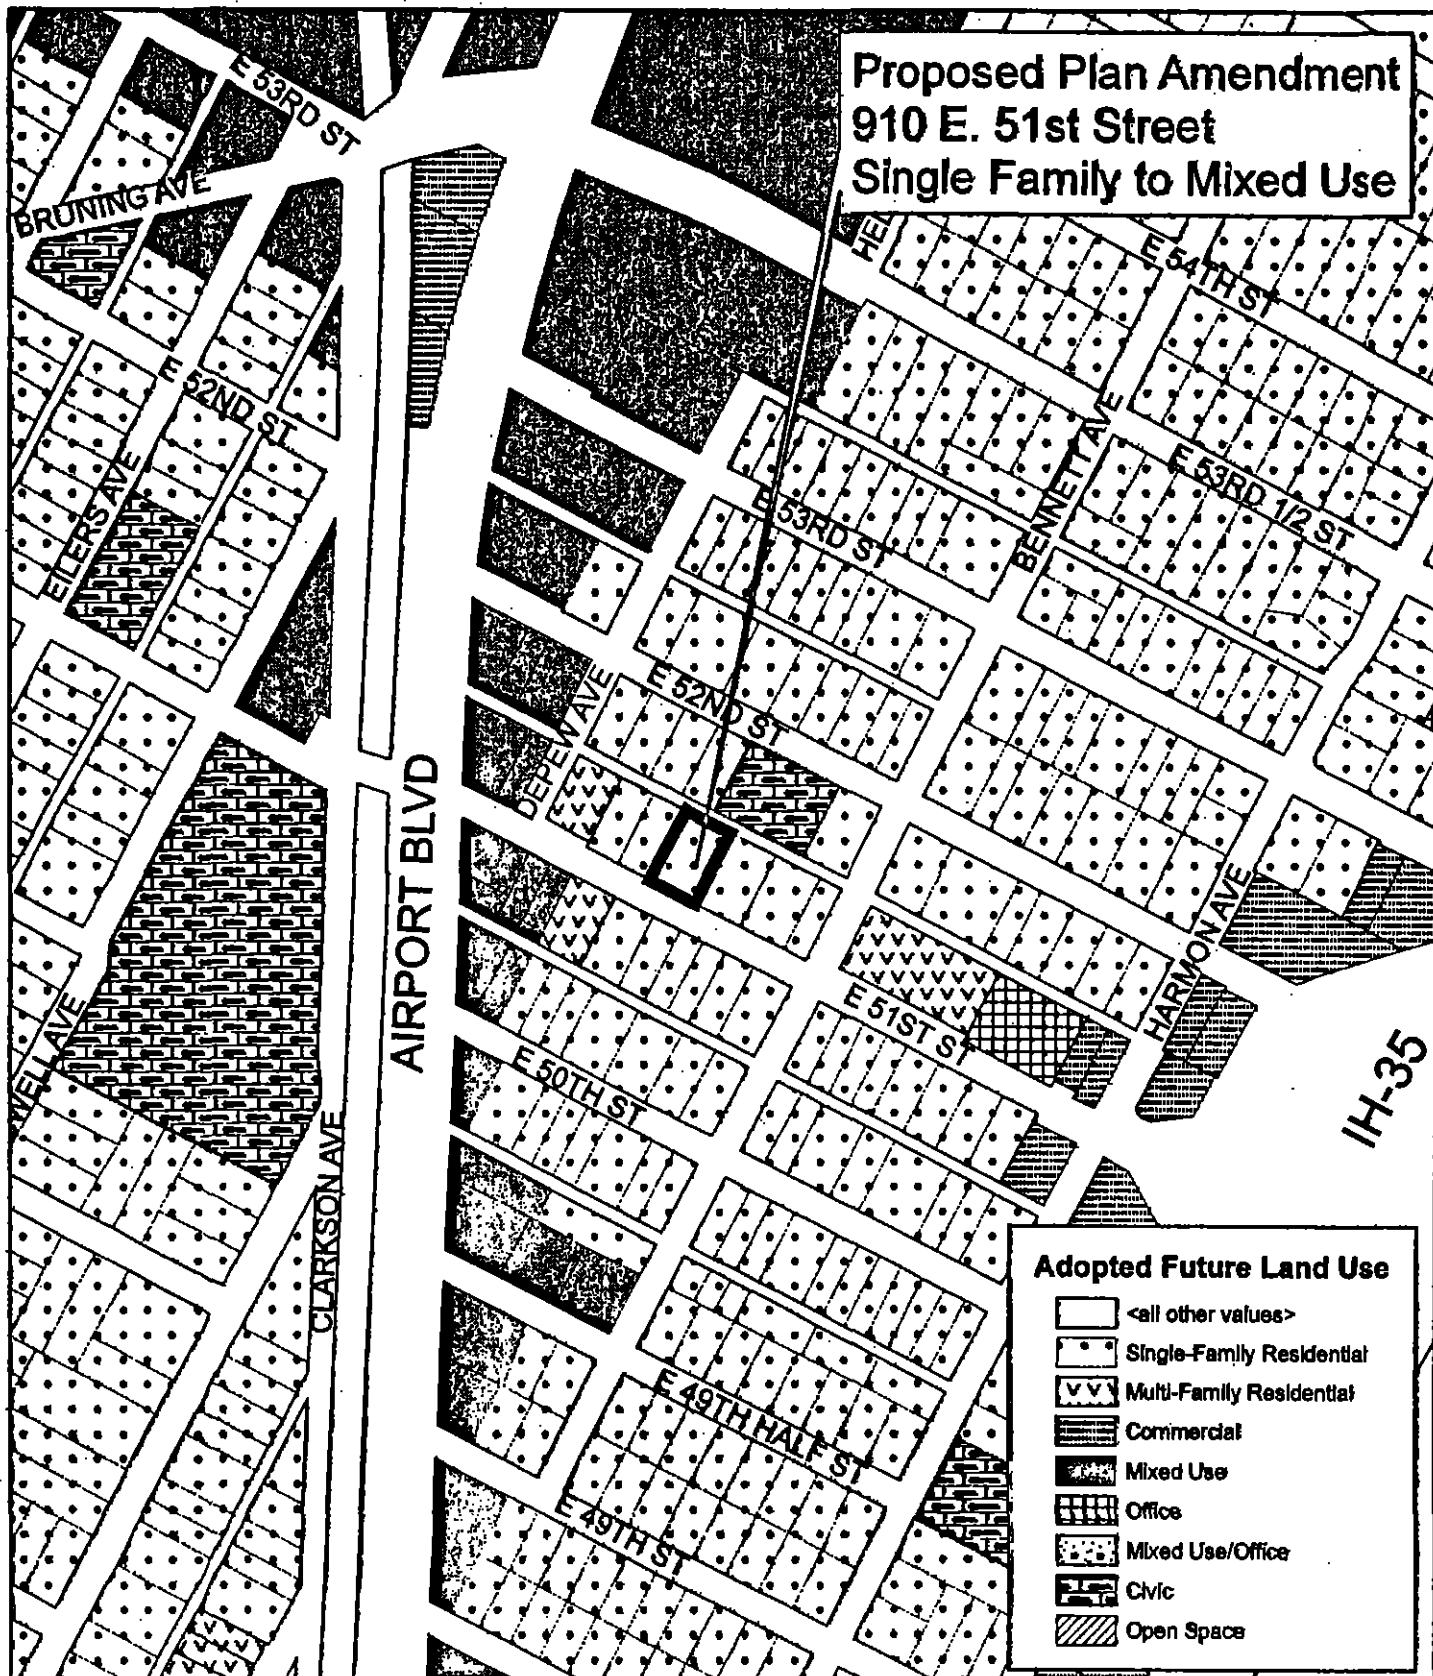 Proposed Plan Amendment
910 E. 51st Street
Single Family to Mixed Use
E 53RD ST
BRUNING AVE
E 54TH ST
E 52ND ST
EILERS AVE
BENNETT AVE
E 53RD 1/2 ST
E 53RD ST
E 52ND ST
DEPEW AVE
AIRPORT BLVD
HARMON AVE
E 51ST ST
E 50TH ST
IH-35
CLARKSON AVE
E 49TH HALF ST
E 49TH ST
Adopted Future Land Use
<all other values>
Single-Family Residential
Multi-Family Residential
Commercial
Mixed Use
Office
Mixed Use/Office
Civic
Open Space